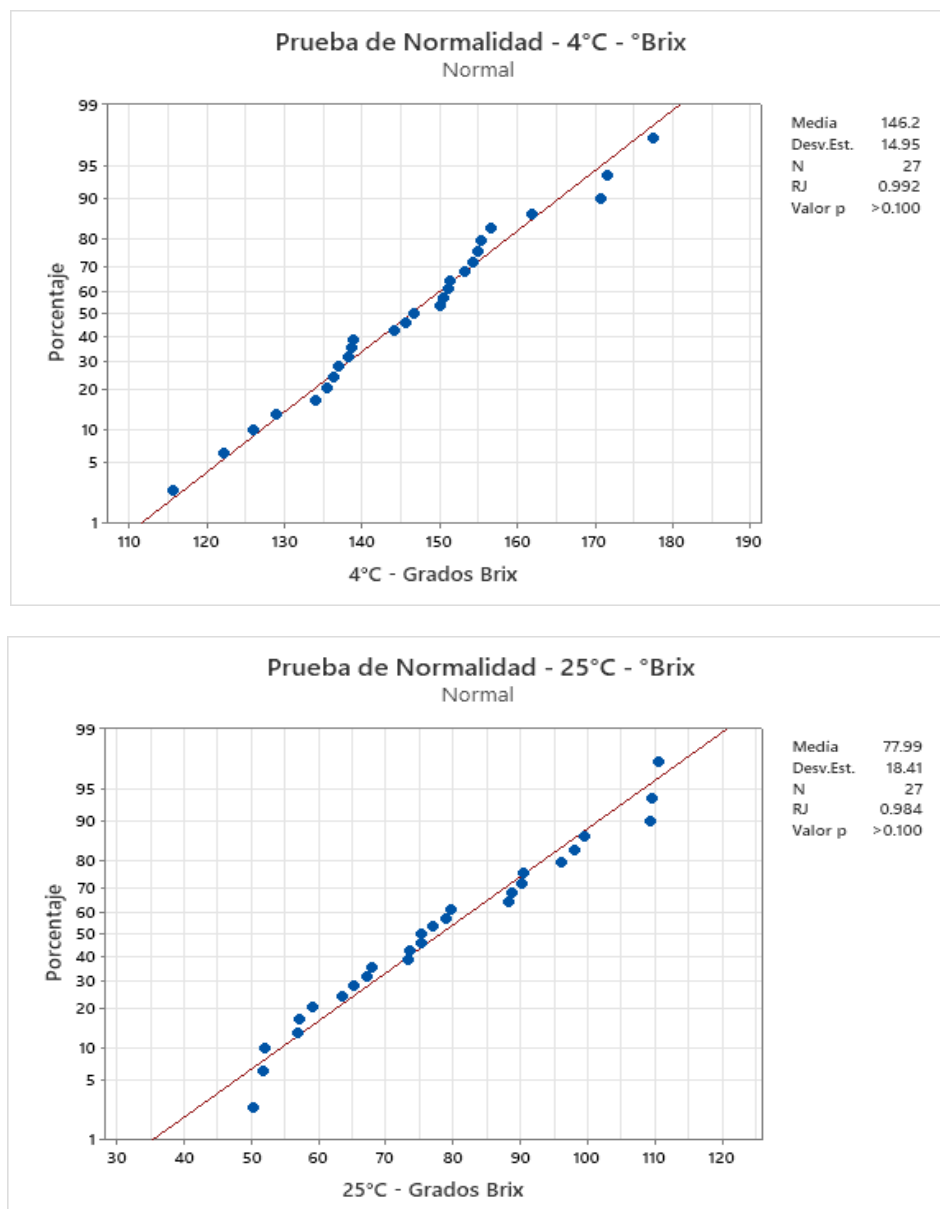 Prueba de Normalidad - 4°C - °Brix
Normal
99
95
90
80
70
60
50
40
30
20
10
5
1
Porcentaje
110 120 130 140 150 160 170 180 190
4°C - Grados Brix
Media 146.2
Desv.Est. 14.95
N 27
RJ 0.992
Valor p >0.100
Prueba de Normalidad - 25°C - °Brix
Normal
99
95
90
80
70
60
50
40
30
20
10
5
1
Porcentaje
30 40 50 60 70 80 90 100 110 120
25°C - Grados Brix
Media 77.99
Desv.Est. 18.41
N 27
RJ 0.984
Valor p >0.100